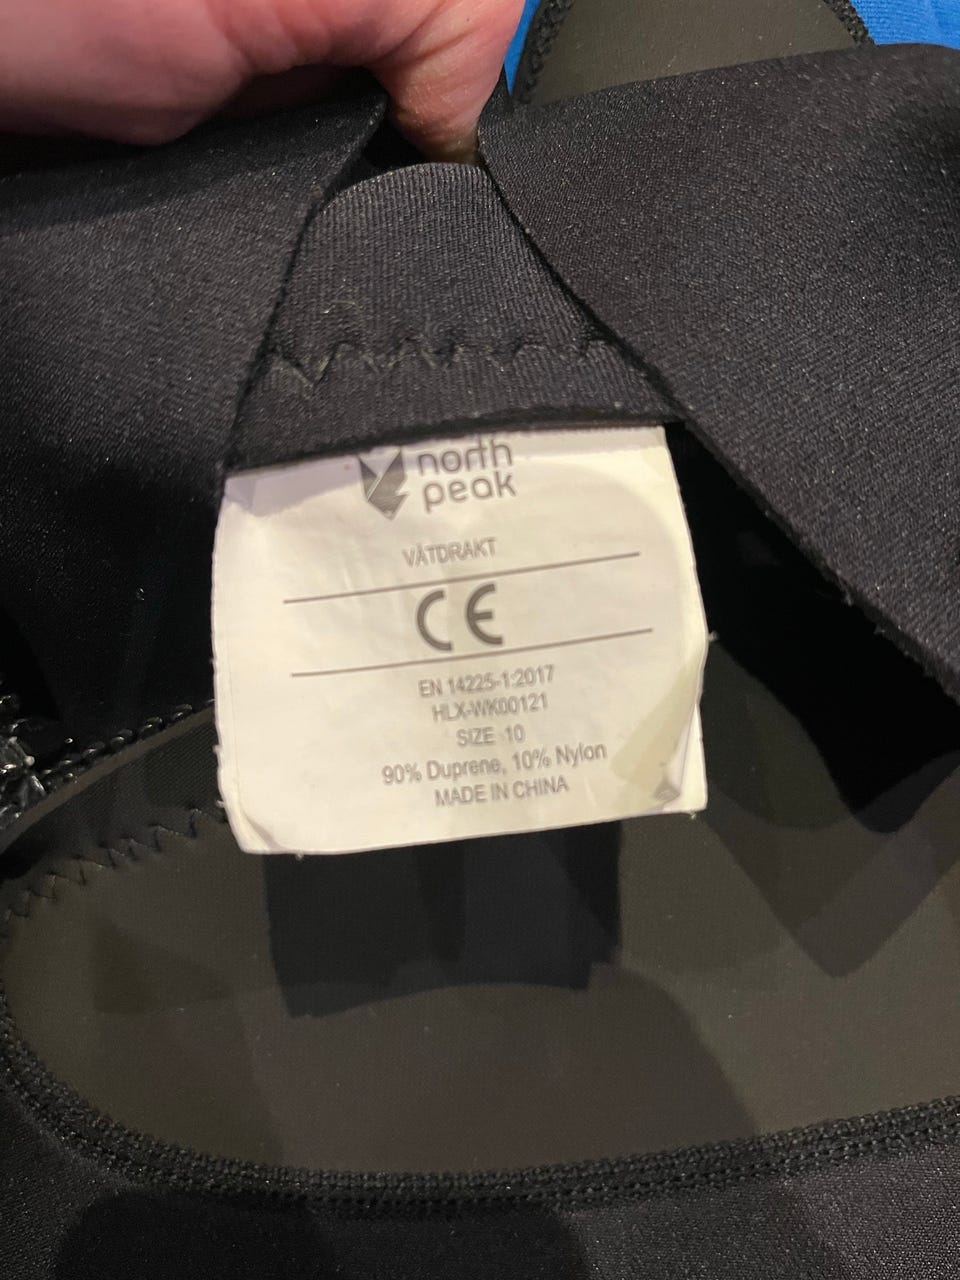 north
peak
VÅTDRAKT
CE
EN 14225-1:2017
HLX-WK00121
SIZE 10
90% Duprene, 10% Nylon
MADE IN CHINA